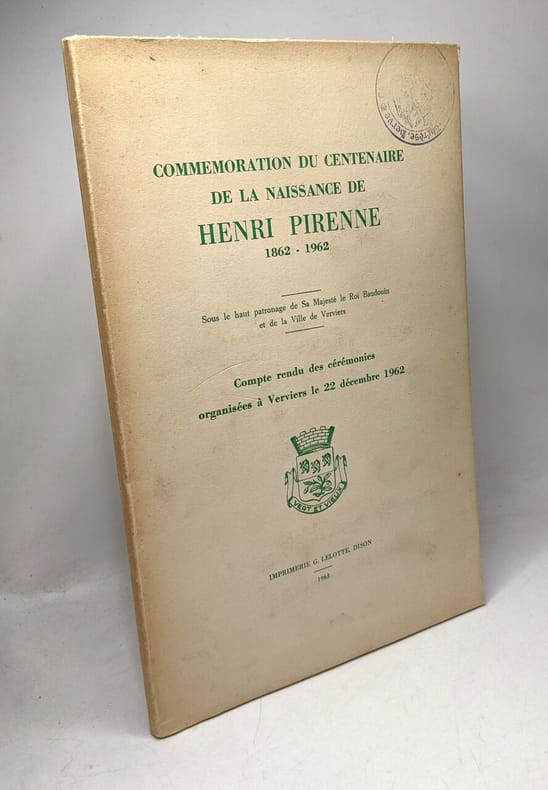 COMMEMORATION DU CENTENAIRE
DE LA NAISSANCE DE
HENRI PIRENNE
1862 - 1962
Sous le haut patronage de Sa Majesté le Roi Baudouin
et de la Ville de Verviers
Compte rendu des cérémonies
organisées à Verviers le 22 décembre 1962
VERT ET VIEUX
IMPRIMERIE G. LELOTTE, DISON
1963